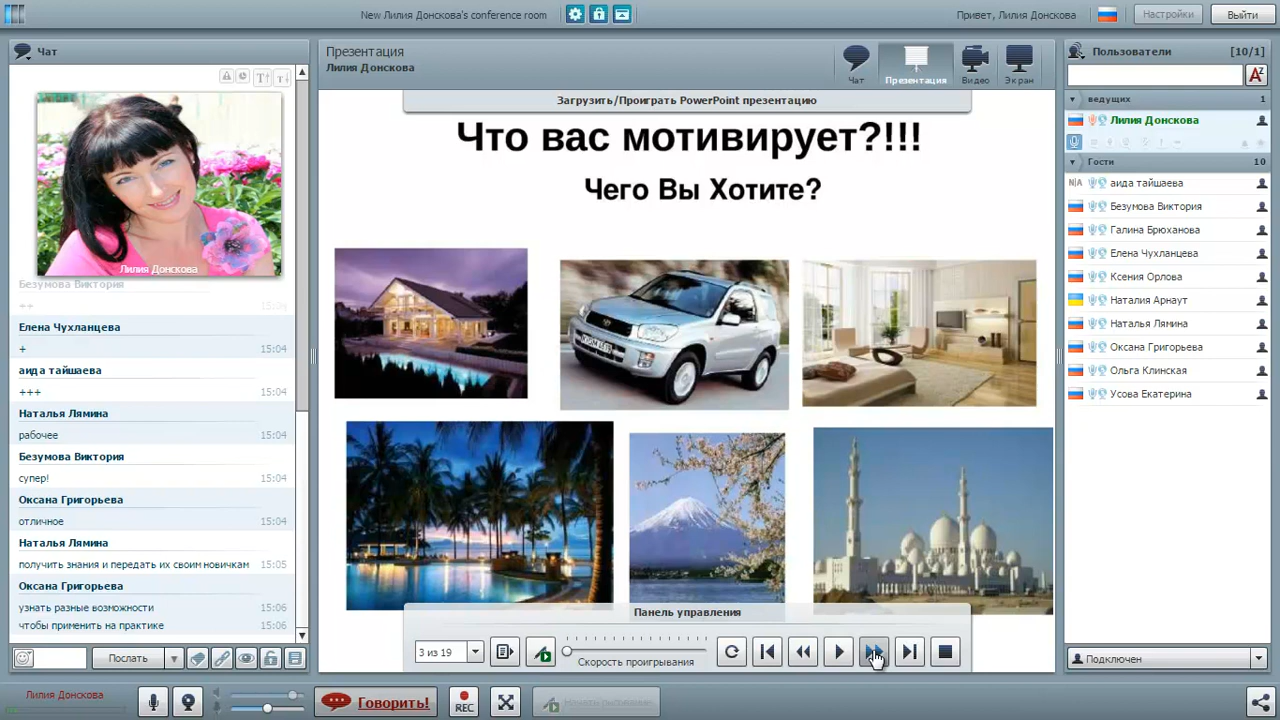 New Лилия Донскова's conference room
Привет, Лилия Донскова
Настройки
Выйти
Чат
Лилия Донскова
Безумова Виктория
++
Елена Чухланцева
+ 15:04
аида тайшаева
+++ 15:04
Наталья Лямина
рабочее 15:04
Безумова Виктория
супер! 15:04
Оксана Григорьева
отличное 15:04
Наталья Лямина
получить знания и передать их своим новичкам 15:05
Оксана Григорьева
узнать разные возможности 15:06
чтобы применить на практике 15:06
Послать
Презентация
Лилия Донскова
Чат
Презентация
Видео
Экран
Загрузить/Проиграть PowerPoint презентацию
Что вас мотивирует?!!!
Чего Вы Хотите?
Панель управления
3 из 19
Скорость проигрывания
Пользователи [10/1]
ведущих 1
Лилия Донскова
Гости 10
N|A аида тайшаева
Безумова Виктория
Галина Брюханова
Елена Чухланцева
Ксения Орлова
Наталия Арнаут
Наталья Лямина
Оксана Григорьева
Ольга Клинская
Усова Екатерина
Подключен
Лилия Донскова
Говорить!
REC